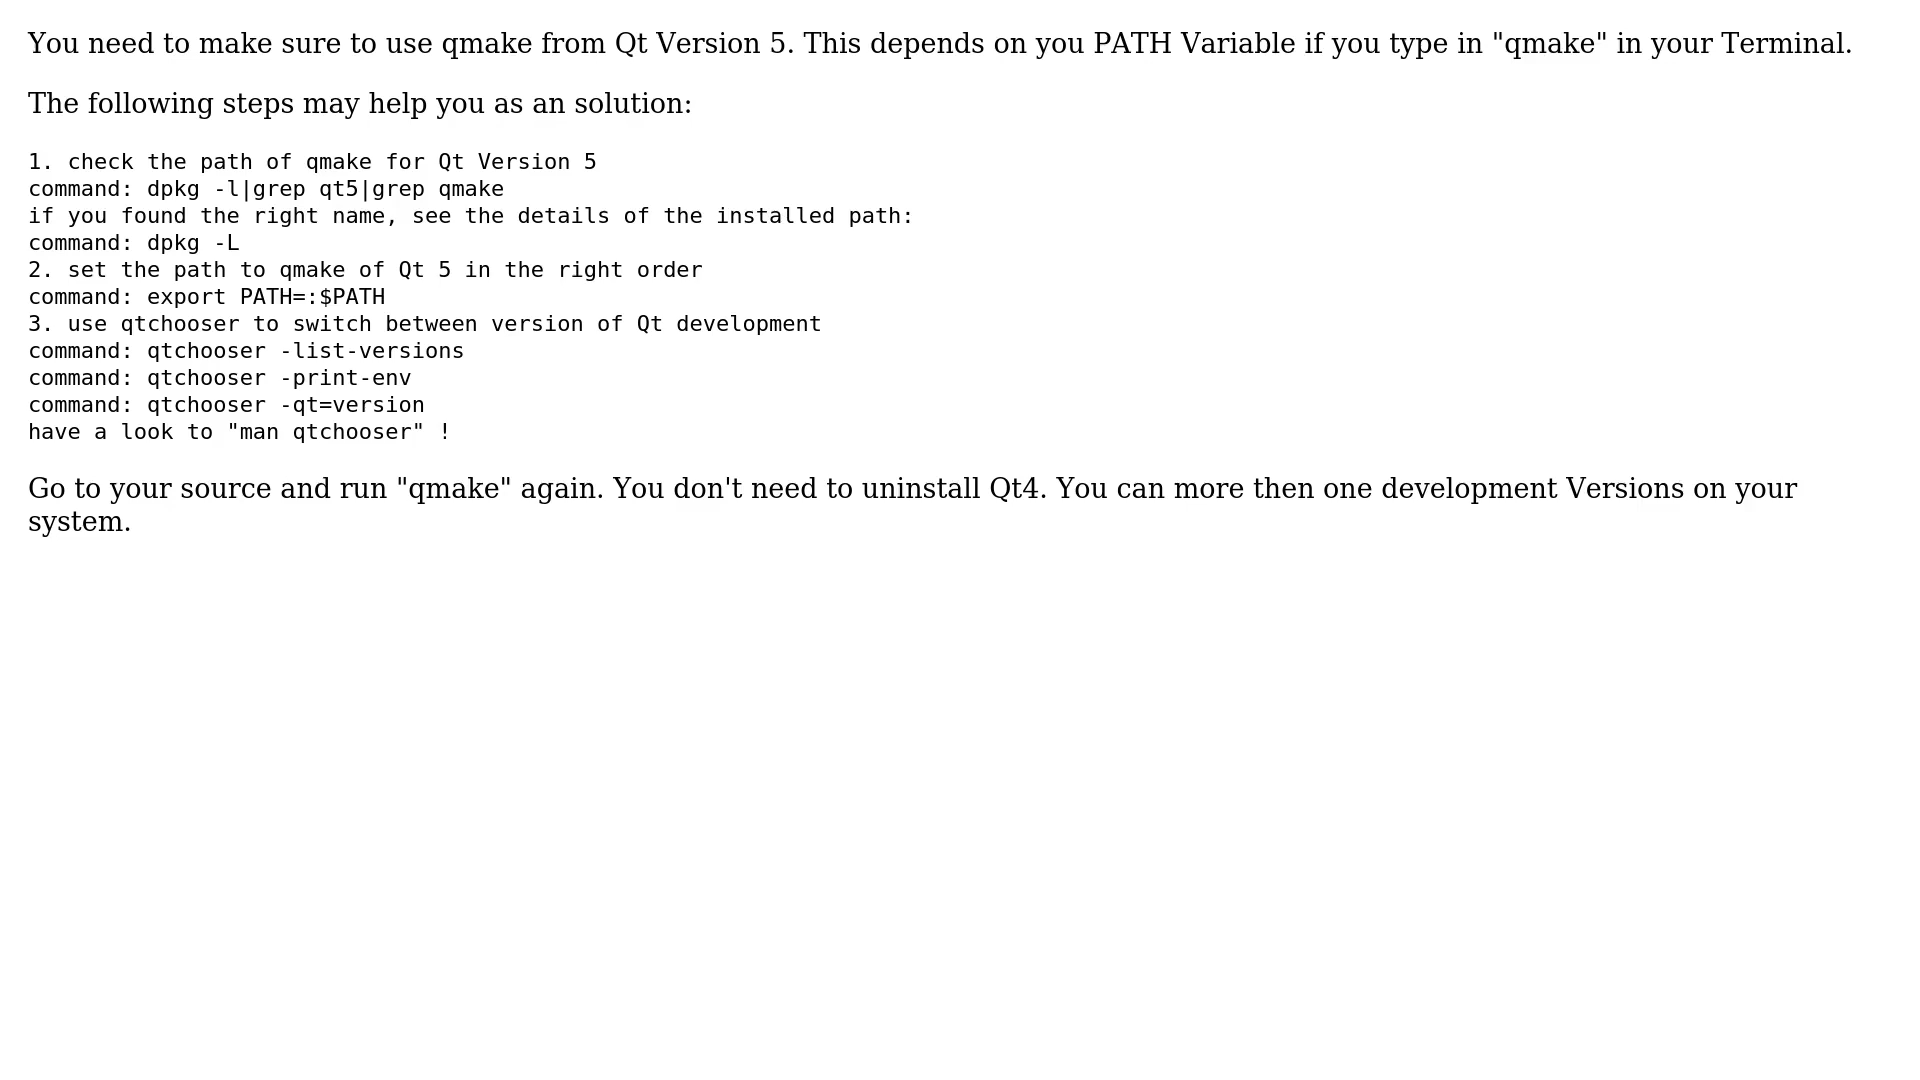 You need to make sure to use qmake from Qt Version 5. This depends on you PATH Variable if you type in "qmake" in your Terminal.
The following steps may help you as an solution:
1. check the path of qmake for Qt Version 5
command: dpkg -l|grep qt5|grep qmake
if you found the right name, see the details of the installed path:
command: dpkg -L
2. set the path to qmake of Qt 5 in the right order
command: export PATH=:$PATH
3. use qtchooser to switch between version of Qt development
command: qtchooser -list-versions
command: qtchooser -print-env
command: qtchooser -qt=version
have a look to "man qtchooser" !
Go to your source and run "qmake" again. You don't need to uninstall Qt4. You can more then one development Versions on your
system.